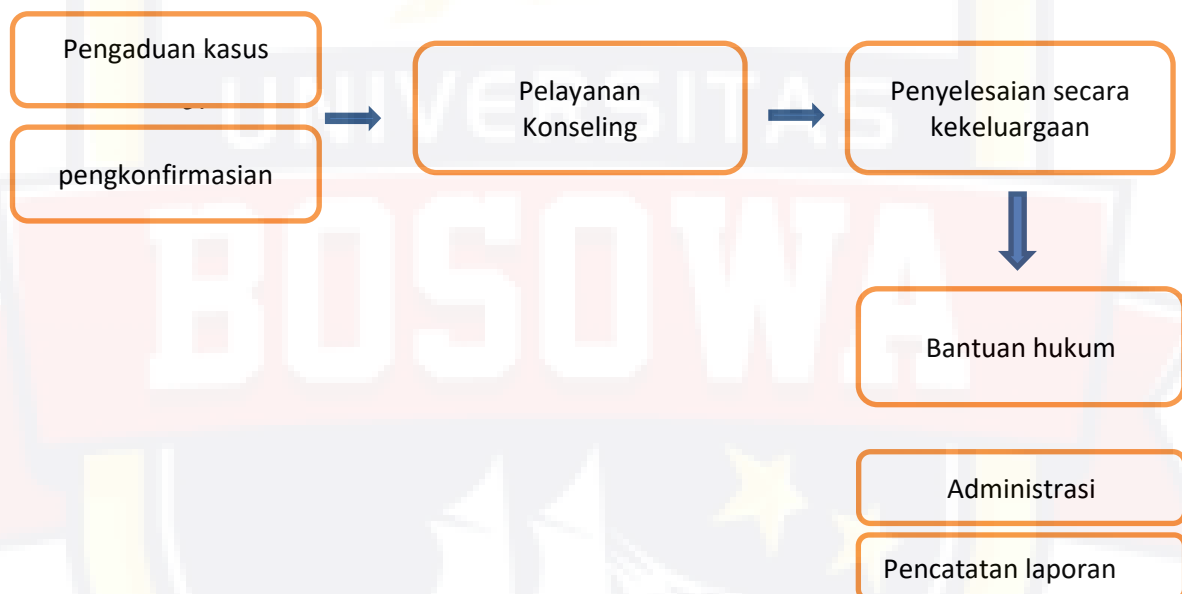 Pengaduan kasus
pengkonfirmasian
Pelayanan
Konseling
Penyelesaian secara
kekeluargaan
Bantuan hukum
Administrasi
Pencatatan laporan
UNIVERSITAS
BOSOWA